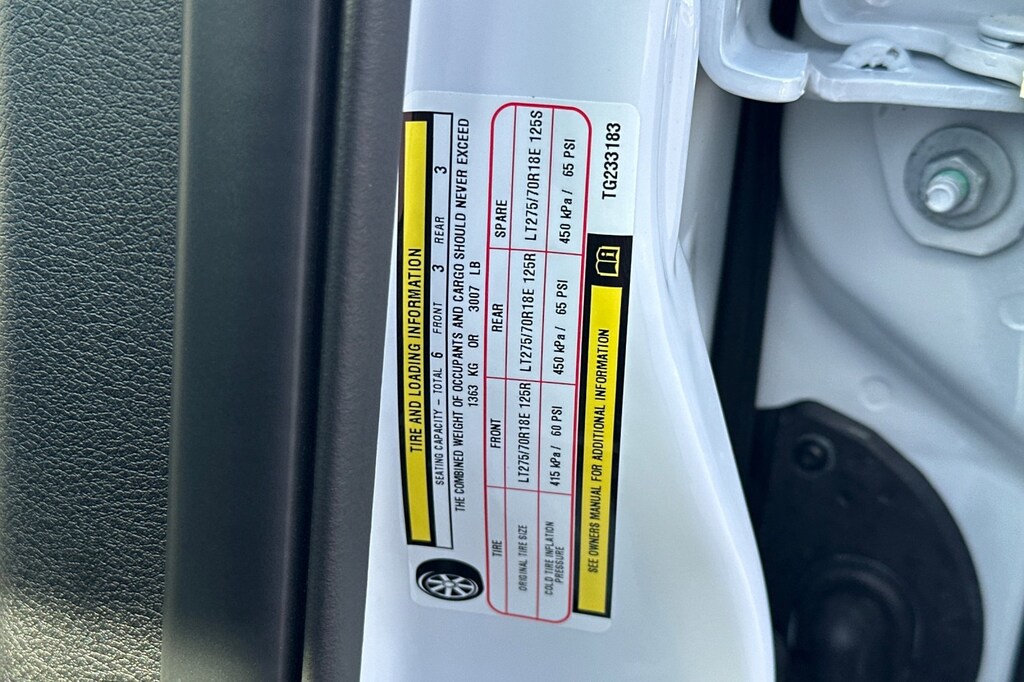 TIRE AND LOADING INFORMATION
SEATING CAPACITY - TOTAL 6 FRONT 3 REAR 3
THE COMBINED WEIGHT OF OCCUPANTS AND CARGO SHOULD NEVER EXCEED
1363 KG OR 3007 LB
TIRE FRONT REAR SPARE
ORIGINAL TIRE SIZE LT275/70R18E 125R LT275/70R18E 125R LT275/70R18E 125S
COLD TIRE INFLATION PRESSURE 415 kPa / 60 PSI 450 kPa / 65 PSI 450 kPa / 65 PSI
SEE OWNERS MANUAL FOR ADDITIONAL INFORMATION
TG233183